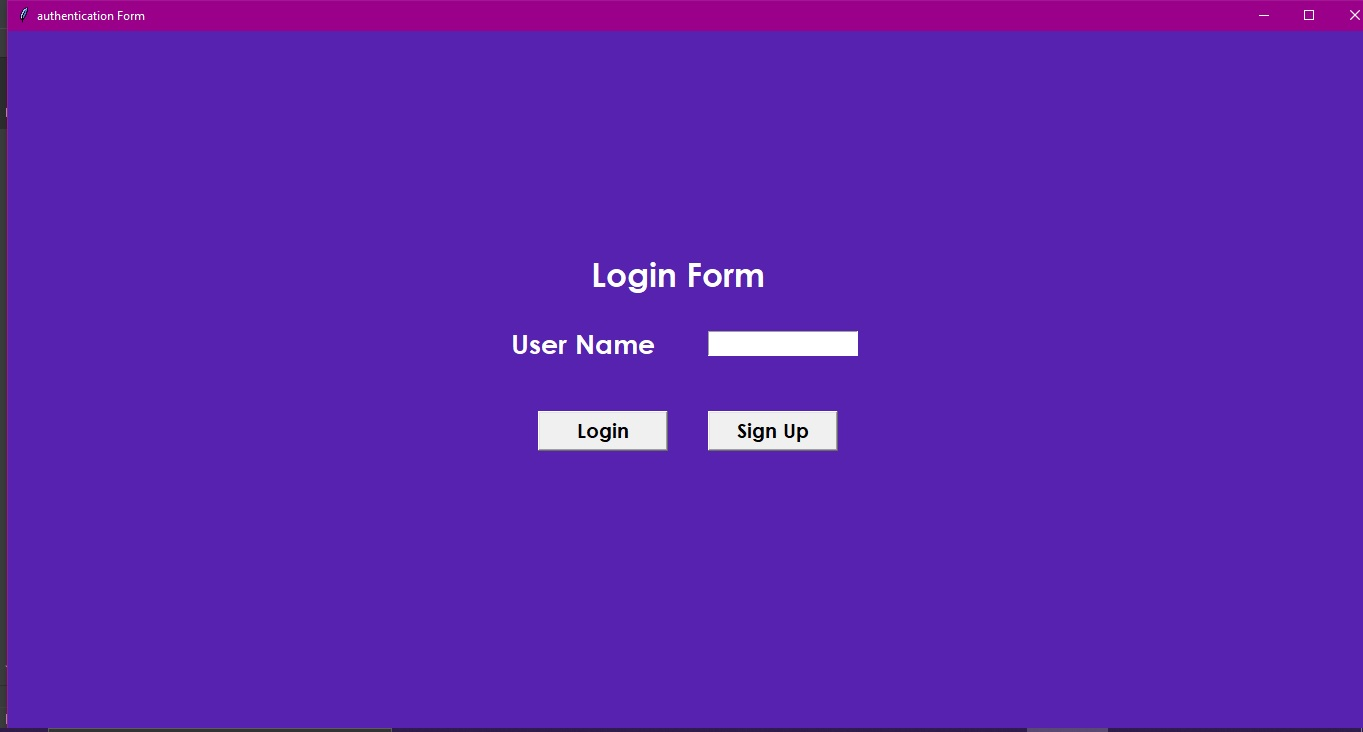 authentication Form
Login Form
User Name
Login
Sign Up